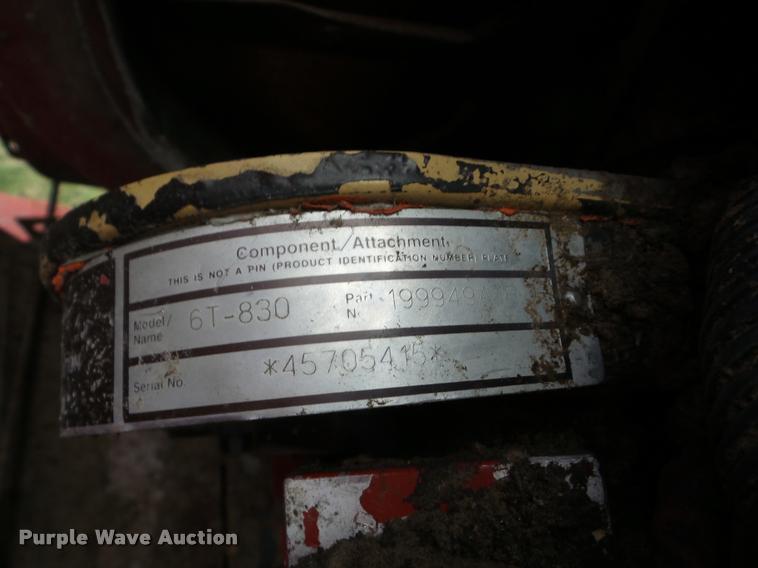 Component/Attachment
THIS IS NOT A PIN (PRODUCT IDENTIFICATION NUMBER) PLATE
Model/ Name 6T-830 Part No.
Serial No. *45705415*
Purple Wave Auction